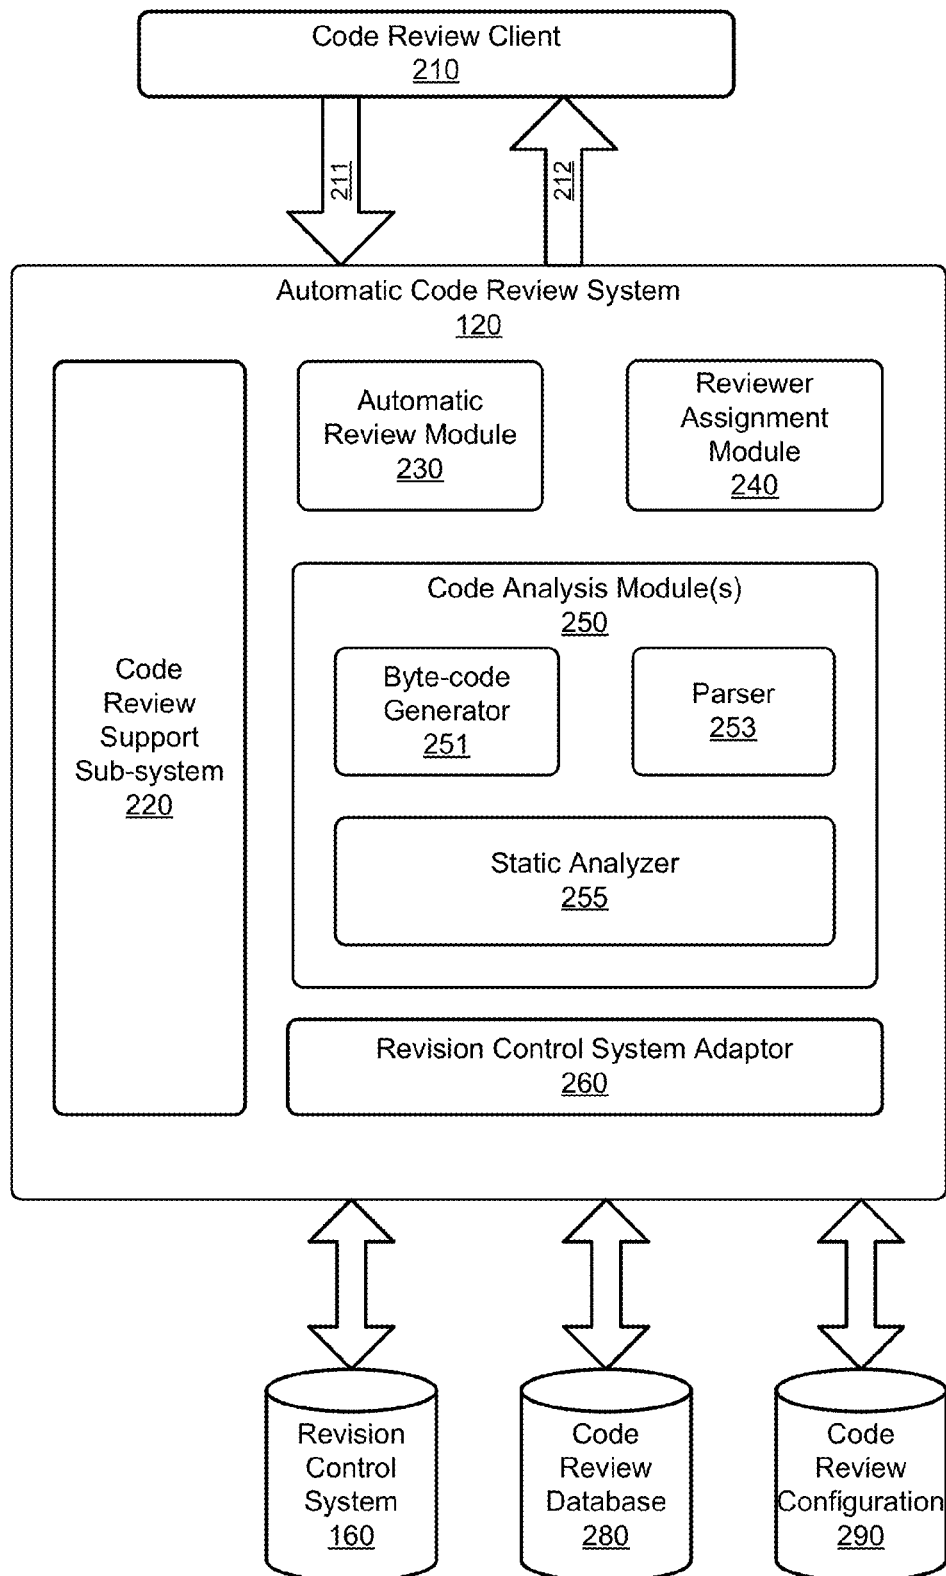 Code Review Client
210
211
212
Automatic Code Review System
120
Code
Review
Support
Sub-system
220
Automatic
Review Module
230
Reviewer
Assignment
Module
240
Code Analysis Module(s)
250
Byte-code
Generator
251
Parser
253
Static Analyzer
255
Revision Control System Adaptor
260
Revision
Control
System
160
Code
Review
Database
280
Code
Review
Configuration
290